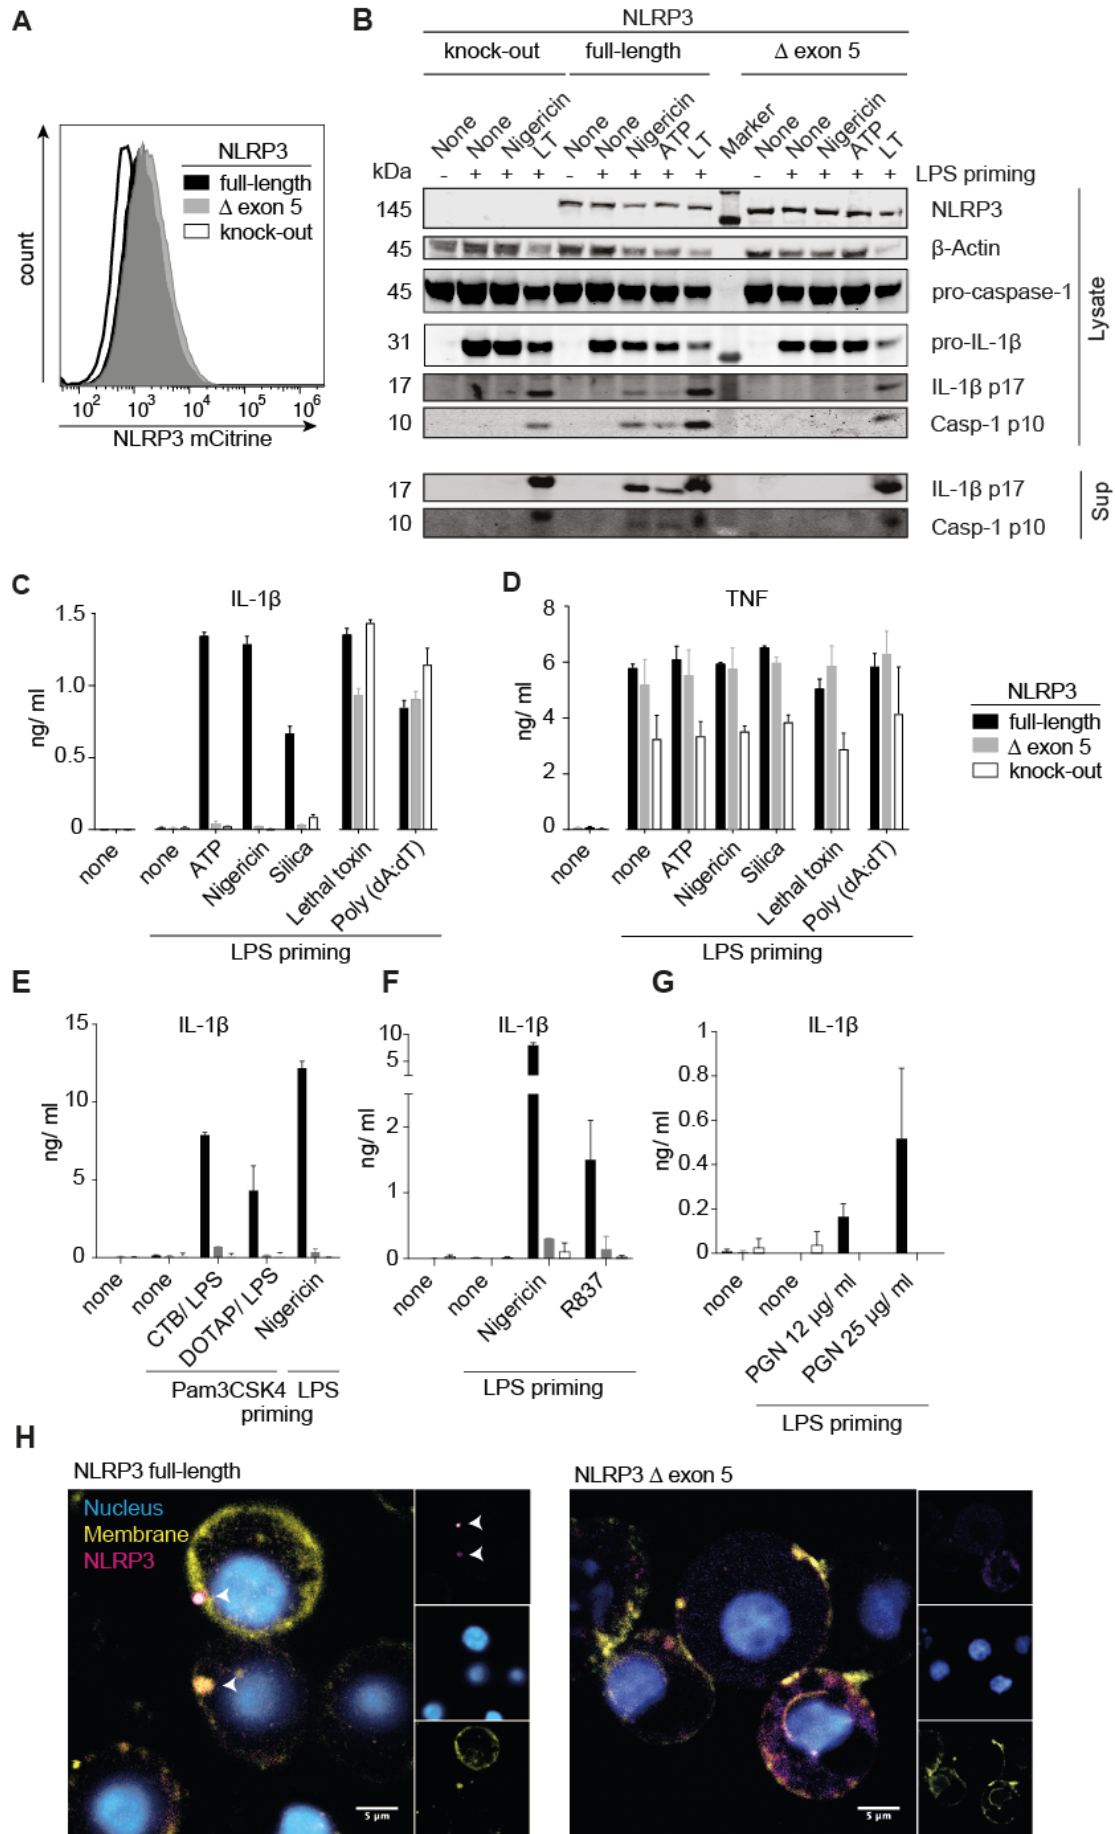 A
NLRP3
full-length
Δ exon 5
knock-out
count
10² 10³ 10⁴ 10⁵ 10⁶
NLRP3 mCitrine
B
NLRP3
knock-out full-length Δ exon 5
None None Nigericin LT None None Nigericin ATP LT Marker None None Nigericin ATP LT
kDa - + + + - + + + + - + + + + LPS priming
145 NLRP3
45 β-Actin
45 pro-caspase-1
31 pro-IL-1β
17 IL-1β p17
10 Casp-1 p10
Lysate
17 IL-1β p17
10 Casp-1 p10
Sup
C
IL-1β
1.5
1.0
0.5
0
ng/ ml
none none ATP Nigericin Silica Lethal toxin Poly (dA:dT)
LPS priming
D
TNF
8
6
4
2
0
ng/ ml
none none ATP Nigericin Silica Lethal toxin Poly (dA:dT)
LPS priming
NLRP3
full-length
Δ exon 5
knock-out
E
IL-1β
15
10
5
0
ng/ ml
none none CTB/ LPS DOTAP/ LPS Nigericin
Pam3CSK4 LPS
priming
F
IL-1β
10
5
2
1
0
ng/ ml
none none Nigericin R837
LPS priming
G
IL-1β
1
0.8
0.6
0.4
0.2
0
ng/ ml
none none PGN 12 µg/ ml PGN 25 µg/ ml
LPS priming
H
NLRP3 full-length
Nucleus
Membrane
NLRP3
5 µm
NLRP3 Δ exon 5
5 µm